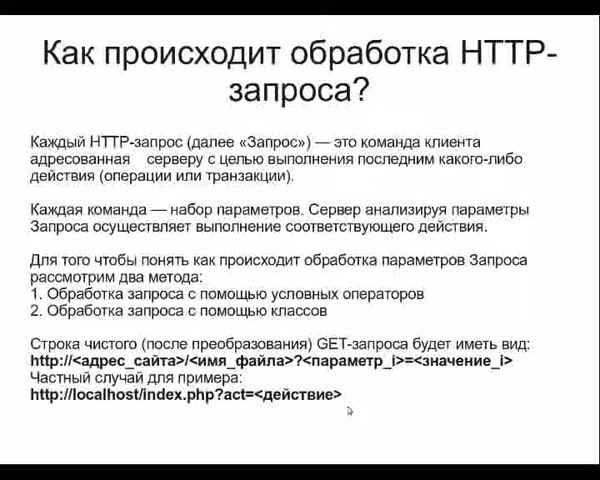 Как происходит обработка HTTP-
запроса?
Каждый HTTP-запрос (далее «Запрос») — это команда клиента
адресованная серверу с целью выполнения последним какого-либо
действия (операции или транзакции).
Каждая команда — набор параметров. Сервер анализируя параметры
Запроса осуществляет выполнение соответствующего действия.
Для того чтобы понять как происходит обработка параметров Запроса
рассмотрим два метода:
1. Обработка запроса с помощью условных операторов
2. Обработка запроса с помощью классов
Строка чистого (после преобразования) GET-запроса будет иметь вид:
http://<адрес_сайта>/<имя_файла>?<параметр_i>=<значение_i>
Частный случай для примера:
http://localhost/index.php?act=<действие>